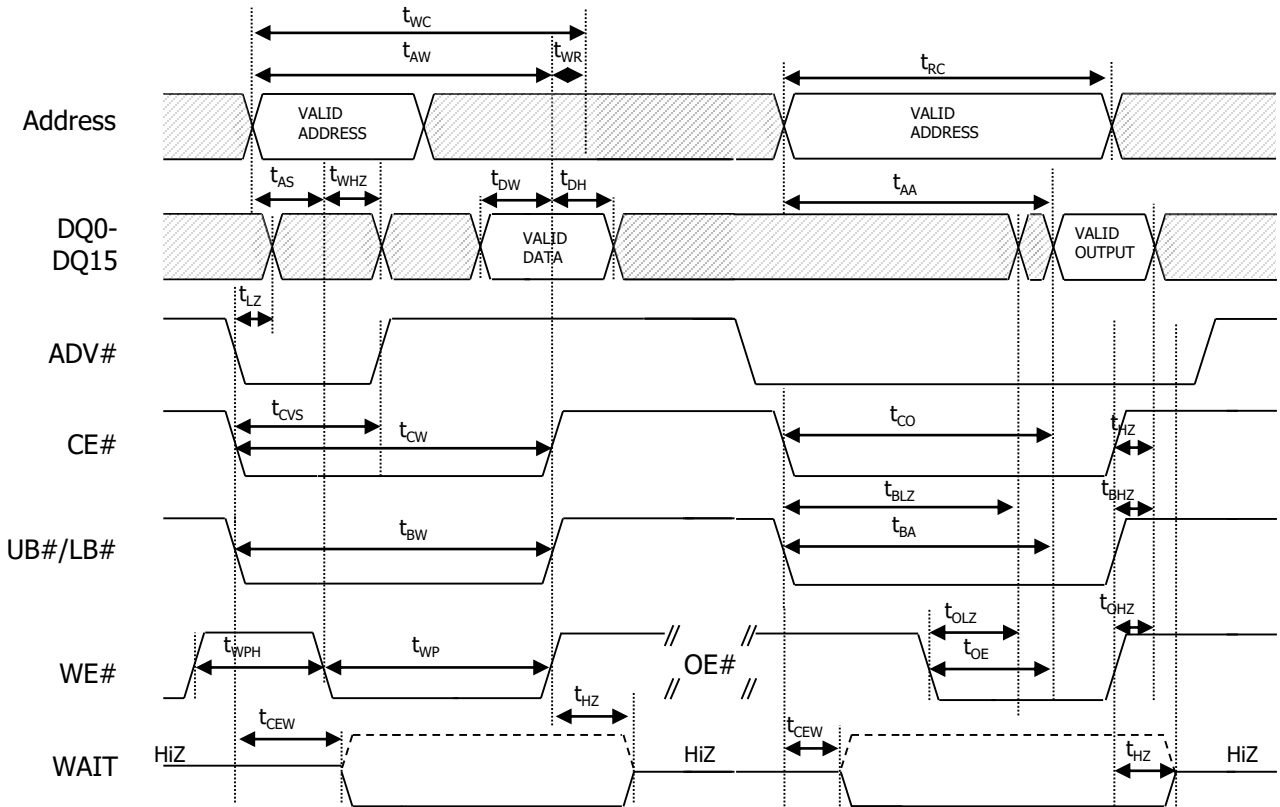 tWC
tAW
tWR
tRC
Address
VALID
ADDRESS
VALID
ADDRESS
tAS
tWHZ
tDW
tDH
tAA
DQ0-
DQ15
VALID
DATA
VALID
OUTPUT
tLZ
ADV#
tCVS
tCW
tCO
tHZ
CE#
tBLZ
tBHZ
tBW
tBA
UB#/LB#
tWPH
tWP
tOLZ
tOHZ
tOE
WE#
//
//
OE#
//
//
tCEW
tHZ
tCEW
tHZ
HiZ
HiZ
HiZ
WAIT